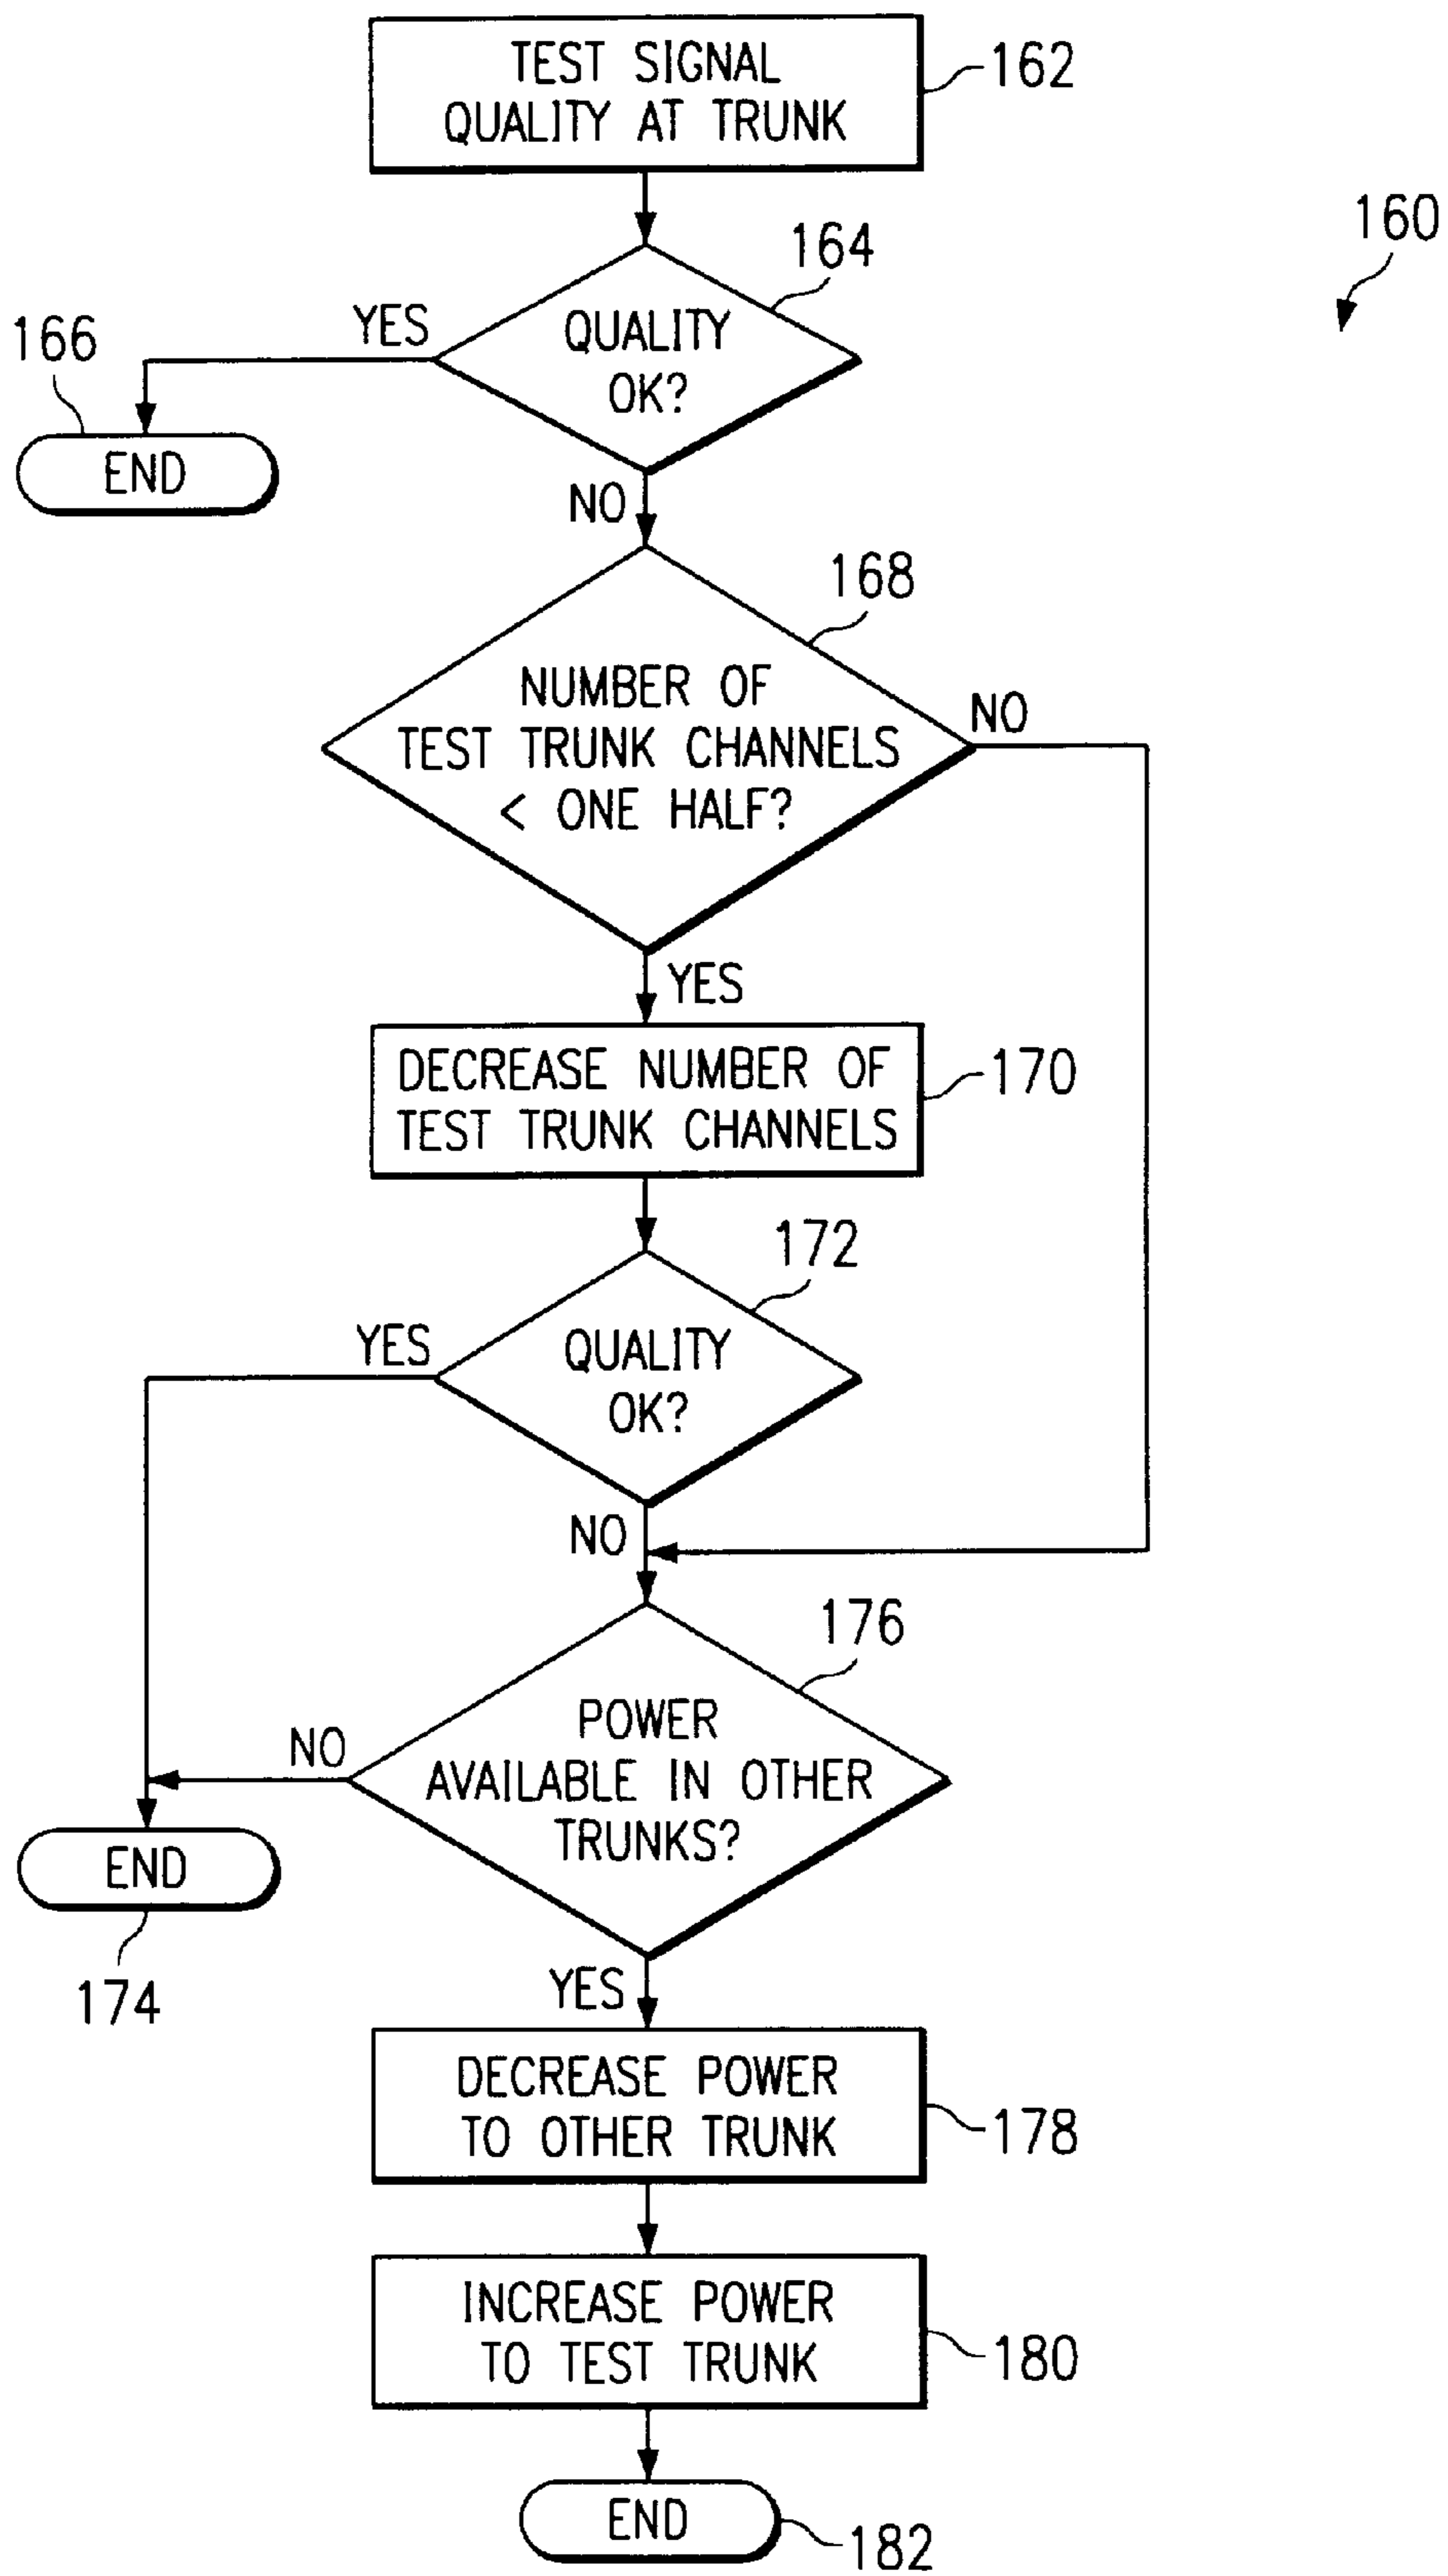 TEST SIGNAL
QUALITY AT TRUNK
162
160
164
YES
QUALITY
OK?
166
END
NO
168
NUMBER OF
TEST TRUNK CHANNELS
< ONE HALF?
NO
YES
DECREASE NUMBER OF
TEST TRUNK CHANNELS
170
172
YES
QUALITY
OK?
NO
176
POWER
AVAILABLE IN OTHER
TRUNKS?
NO
END
174
YES
DECREASE POWER
TO OTHER TRUNK
178
INCREASE POWER
TO TEST TRUNK
180
END
182